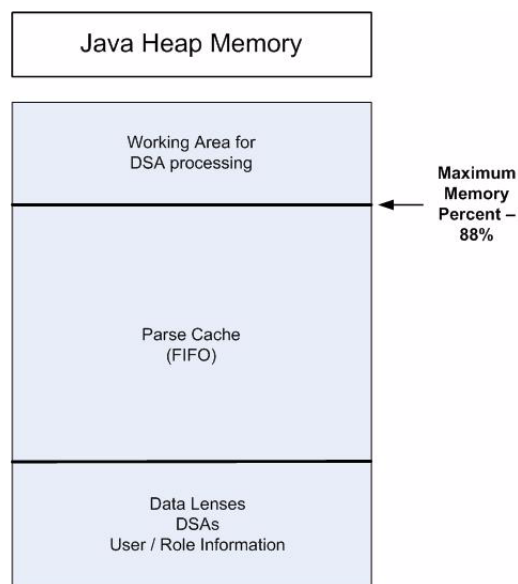 Java Heap Memory
Working Area for
DSA processing
Maximum
Memory
Percent –
88%
Parse Cache
(FIFO)
Data Lenses
DSAs
User / Role Information